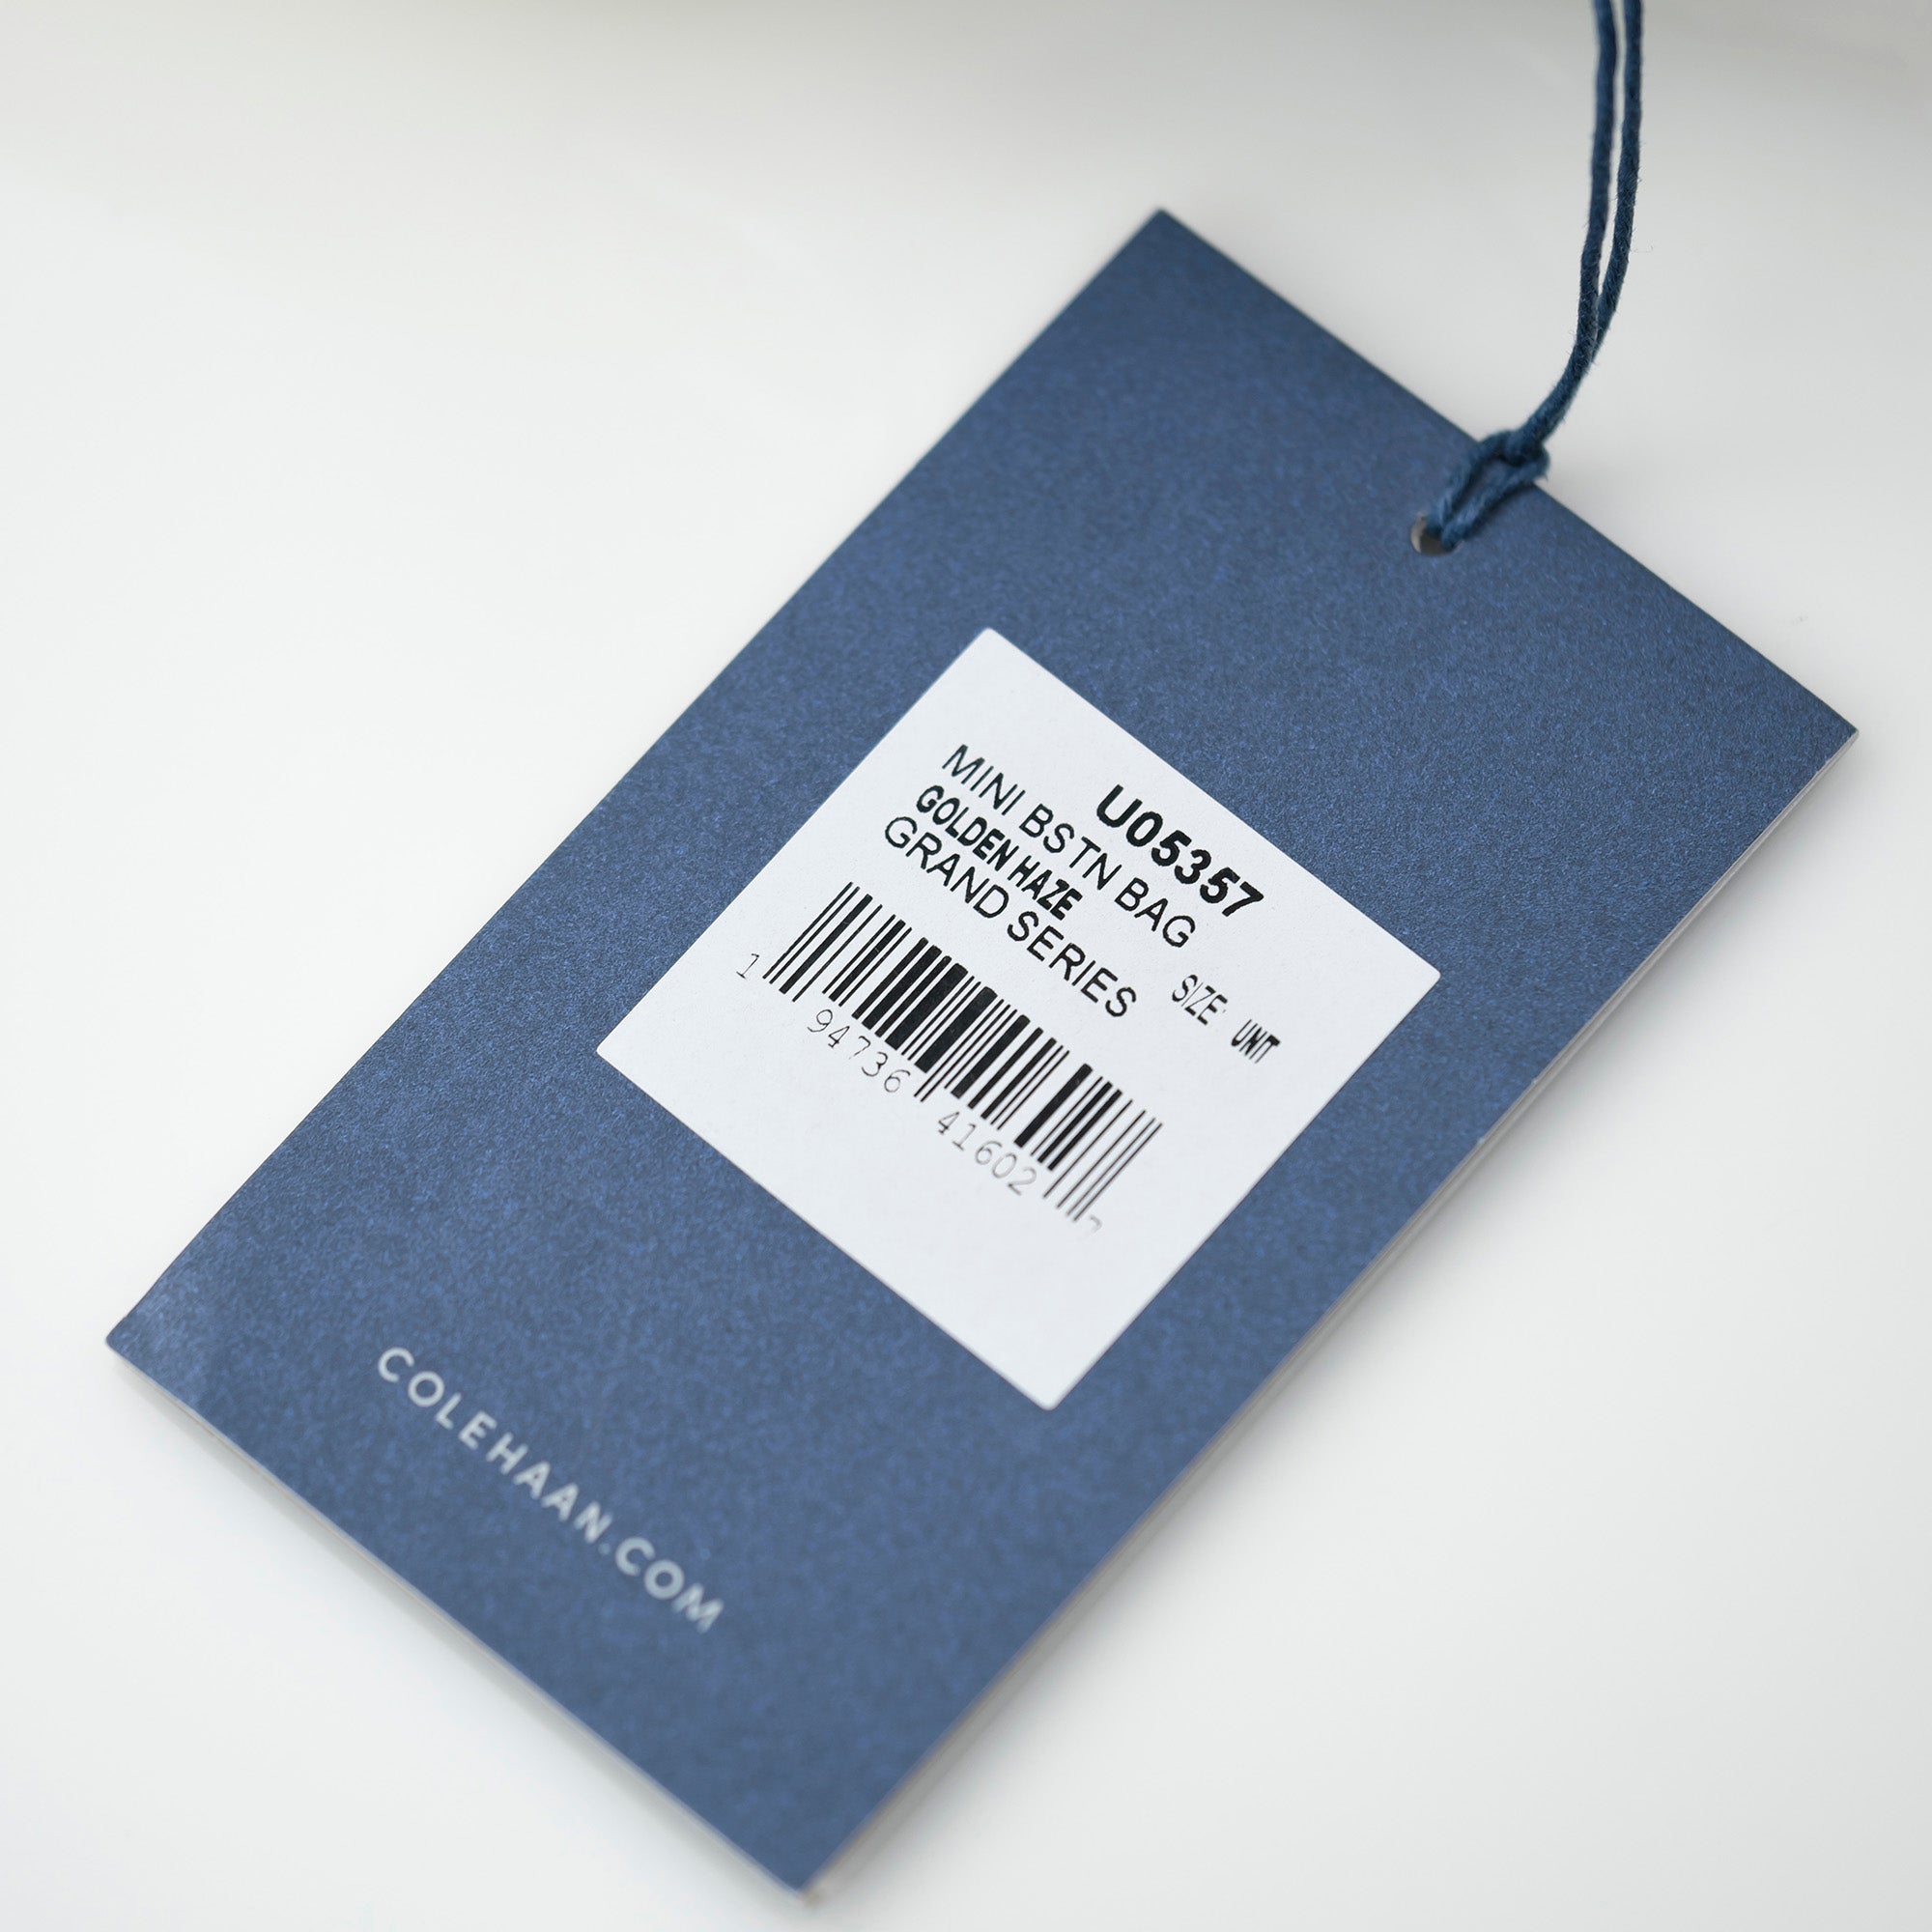 U05357
MINI BSTN BAG
GOLDEN HAZE
GRAND SERIES
SIZE: UNIT
1 94736 41602 7
COLEHAAN.COM